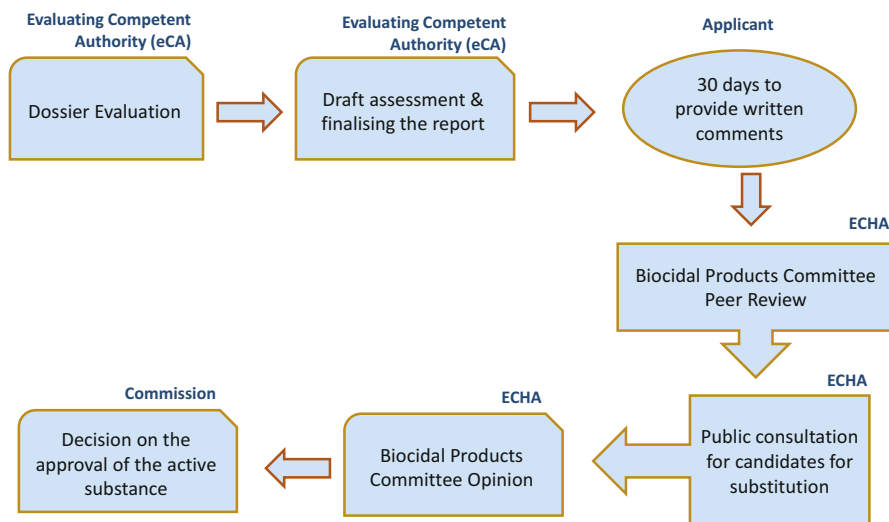 Evaluating Competent
Authority (eCA)
Dossier Evaluation
Evaluating Competent
Authority (eCA)
Draft assessment &
finalising the report
Applicant
30 days to
provide written
comments
ECHA
Biocidal Products Committee
Peer Review
ECHA
Public consultation
for candidates for
substitution
ECHA
Biocidal Products
Committee Opinion
Commission
Decision on the
approval of the active
substance